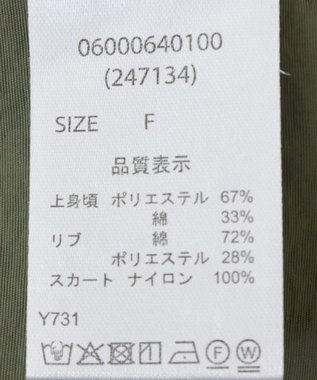 06000640100
(247134)
SIZE F
品質表示
上身頃 ポリエステル 67%
綿 33%
リブ 綿 72%
ポリエステル 28%
スカート ナイロン 100%
Y731